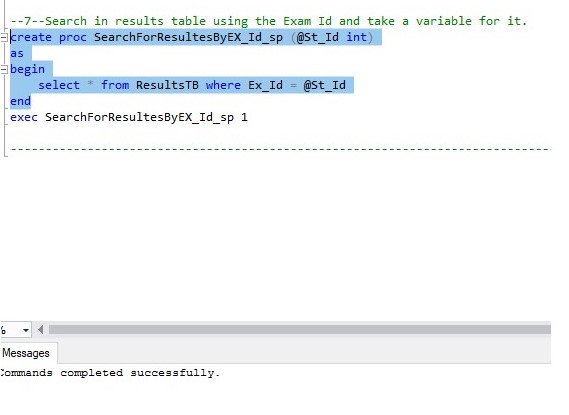 --7--Search in results table using the Exam Id and take a variable for it.
create proc SearchForResultesByEX_Id_sp (@St_Id int)
as
begin
select * from ResultsTB where Ex_Id = @St_Id
end
exec SearchForResultesByEX_Id_sp 1
--------------------------------------------------------------------------------
%
Messages
Commands completed successfully.